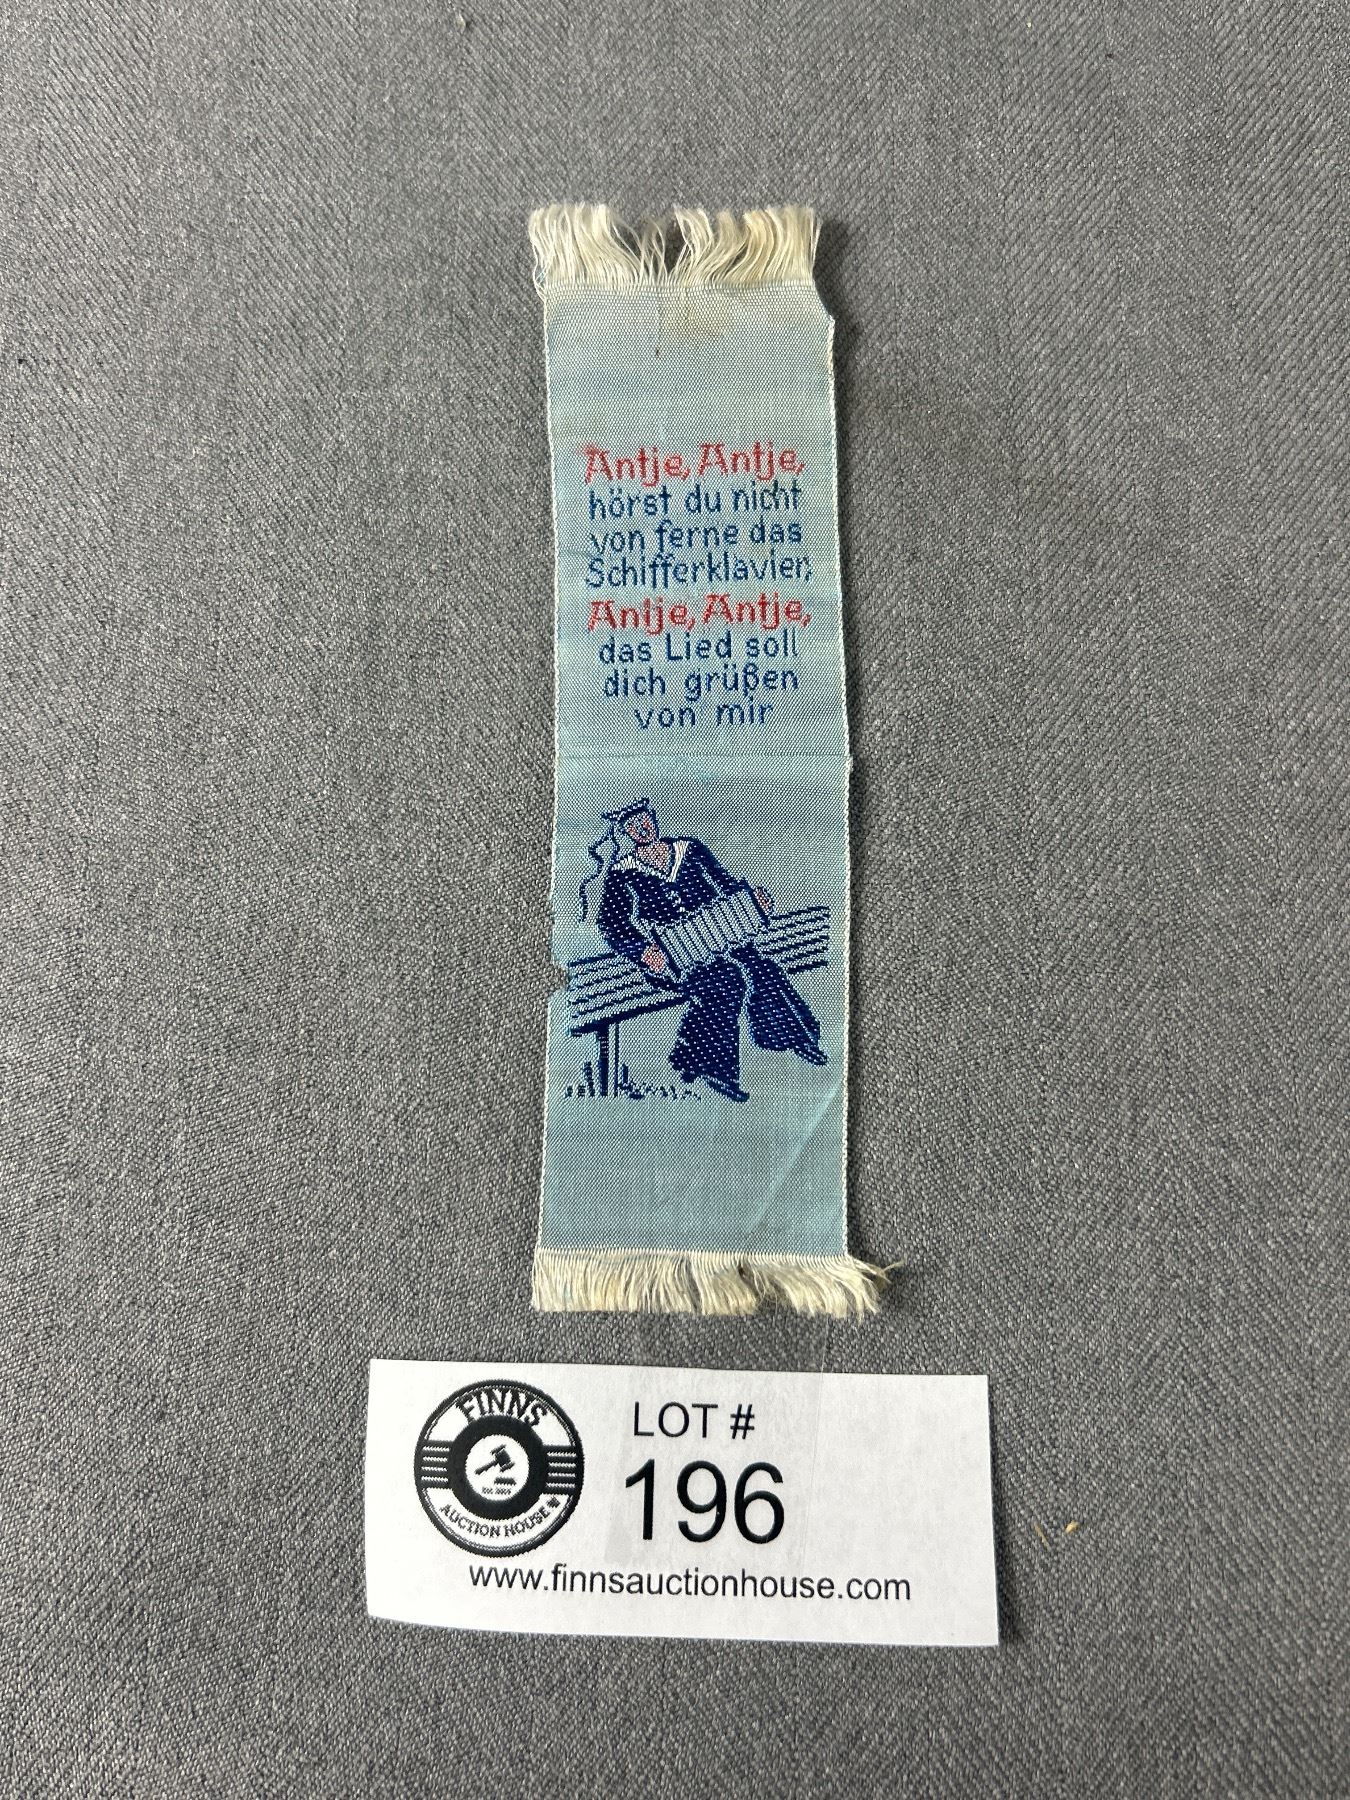 Antje, Antje,
hörst du nicht
von ferne das
Schifferklavier;
Antje, Antje,
das Lied soll
dich grüßen
von mir
FINNS
AUCTION HOUSE
LOT #
196
www.finnsauctionhouse.com